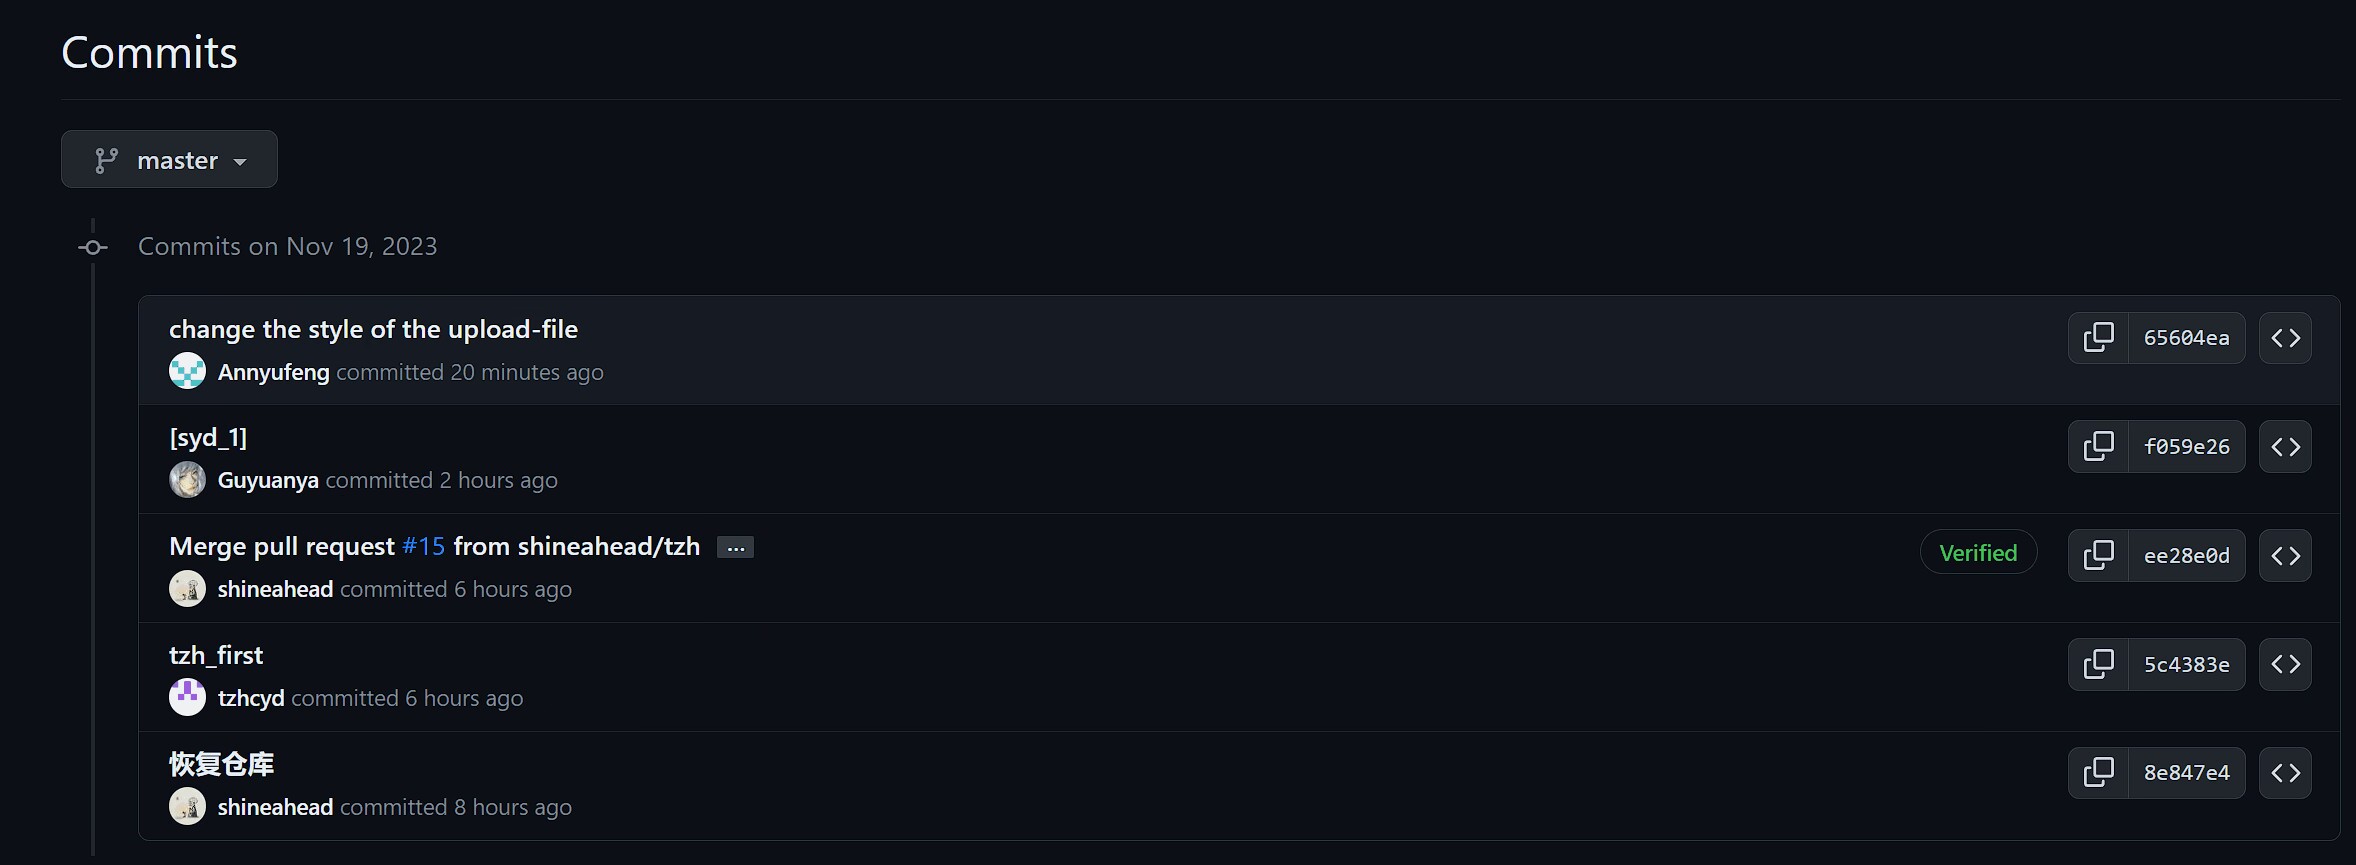 Commits
master
Commits on Nov 19, 2023
change the style of the upload-file
Annyufeng committed 20 minutes ago
65604ea
[syd_1]
Guyuanya committed 2 hours ago
f059e26
Merge pull request #15 from shineahead/tzh ...
shineahead committed 6 hours ago
Verified
ee28e0d
tzh_first
tzhcyd committed 6 hours ago
5c4383e
恢复仓库
shineahead committed 8 hours ago
8e847e4